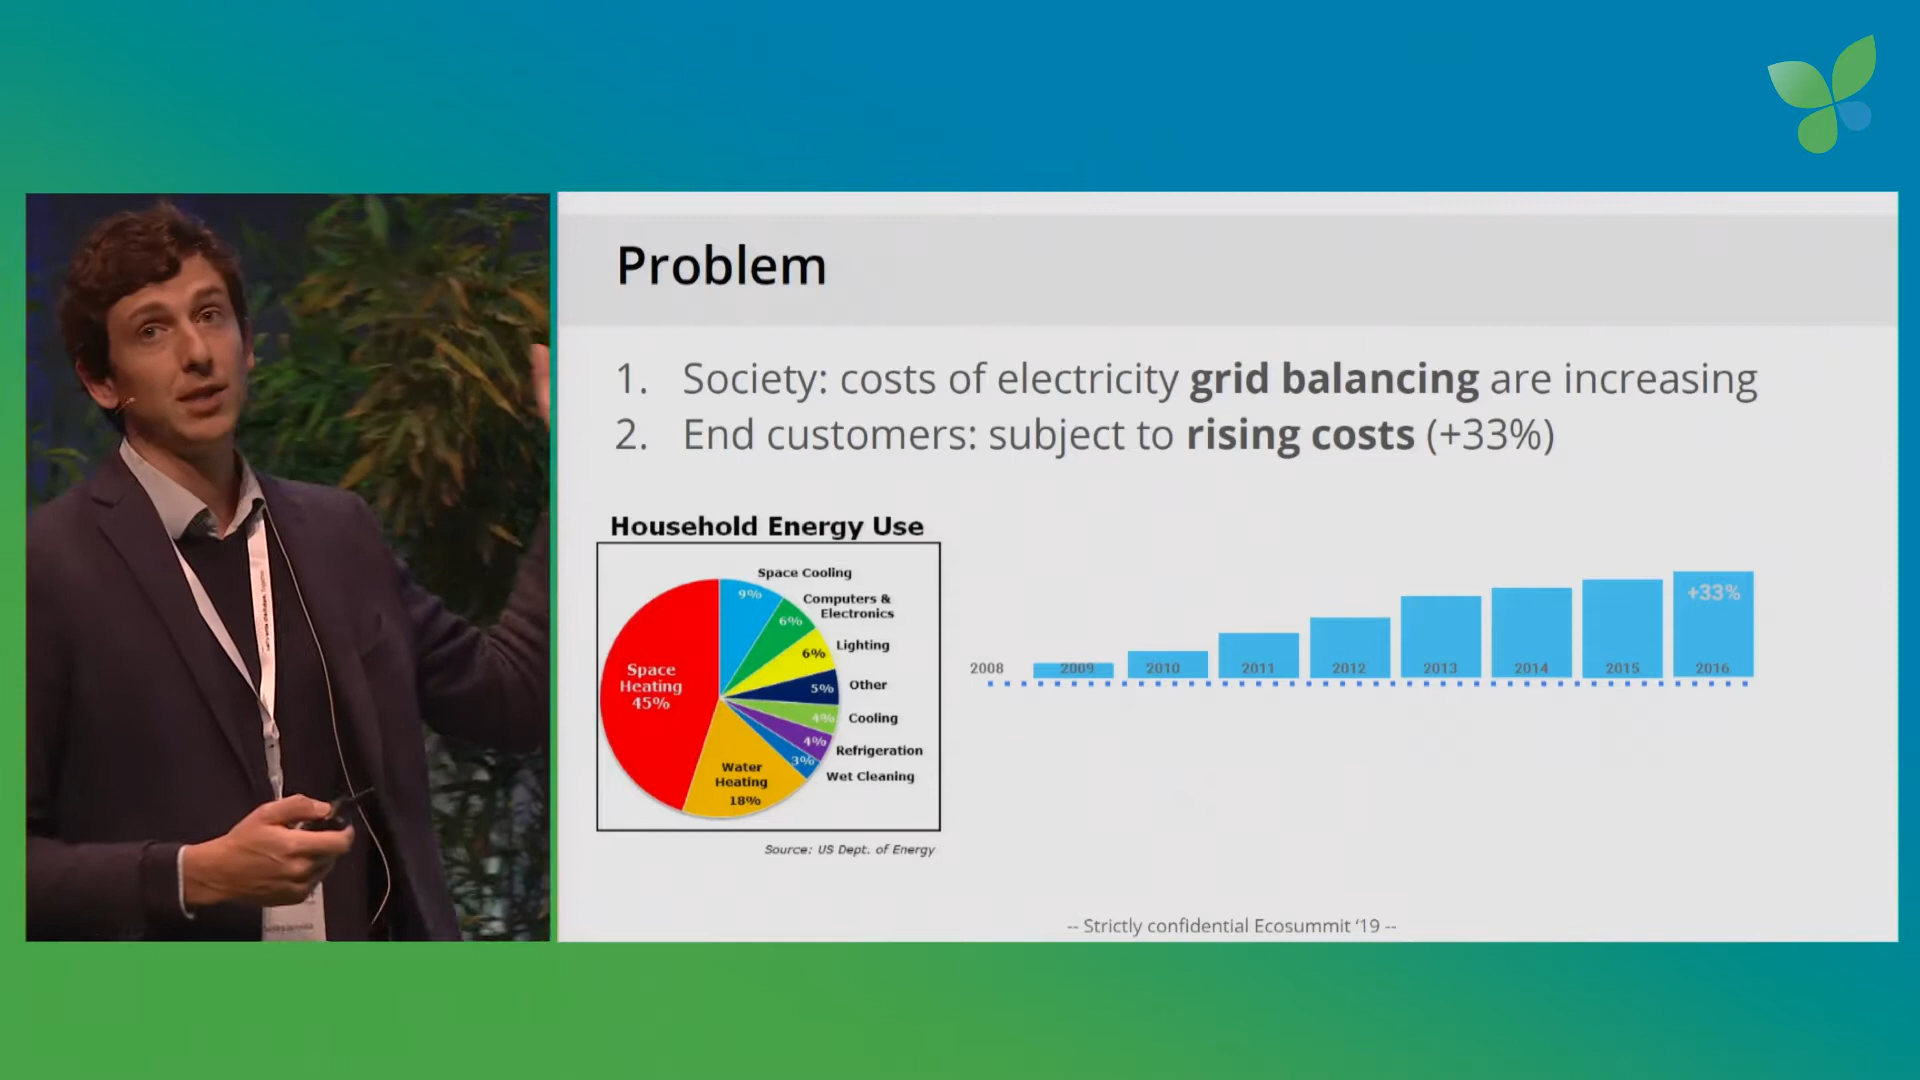 Problem
1. Society: costs of electricity grid balancing are increasing
2. End customers: subject to rising costs (+33%)
Household Energy Use
Space Cooling
9%
Computers &
Electronics
6%
Lighting
6%
Other
5%
Cooling
4%
Refrigeration
4%
Wet Cleaning
3%
Water
Heating
18%
Space
Heating
45%
Source: US Dept. of Energy
+33%
2008 2009 2010 2011 2012 2013 2014 2015 2016
-- Strictly confidential Ecosummit ‘19 --